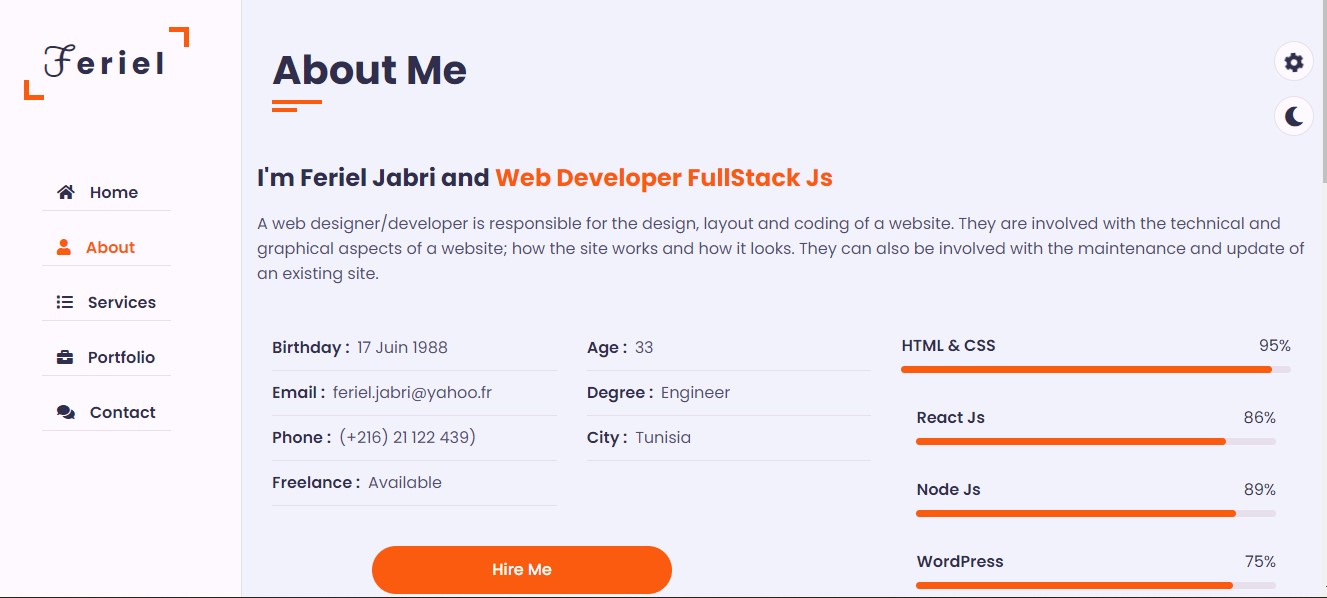 Feriel
Home
About
Services
Portfolio
Contact
About Me
I'm Feriel Jabri and Web Developer FullStack Js
A web designer/developer is responsible for the design, layout and coding of a website. They are involved with the technical and
graphical aspects of a website; how the site works and how it looks. They can also be involved with the maintenance and update of
an existing site.
Birthday : 17 Juin 1988
Email : feriel.jabri@yahoo.fr
Phone : (+216) 21 122 439)
Freelance : Available
Age : 33
Degree : Engineer
City : Tunisia
Hire Me
HTML & CSS 95%
React Js 86%
Node Js 89%
WordPress 75%